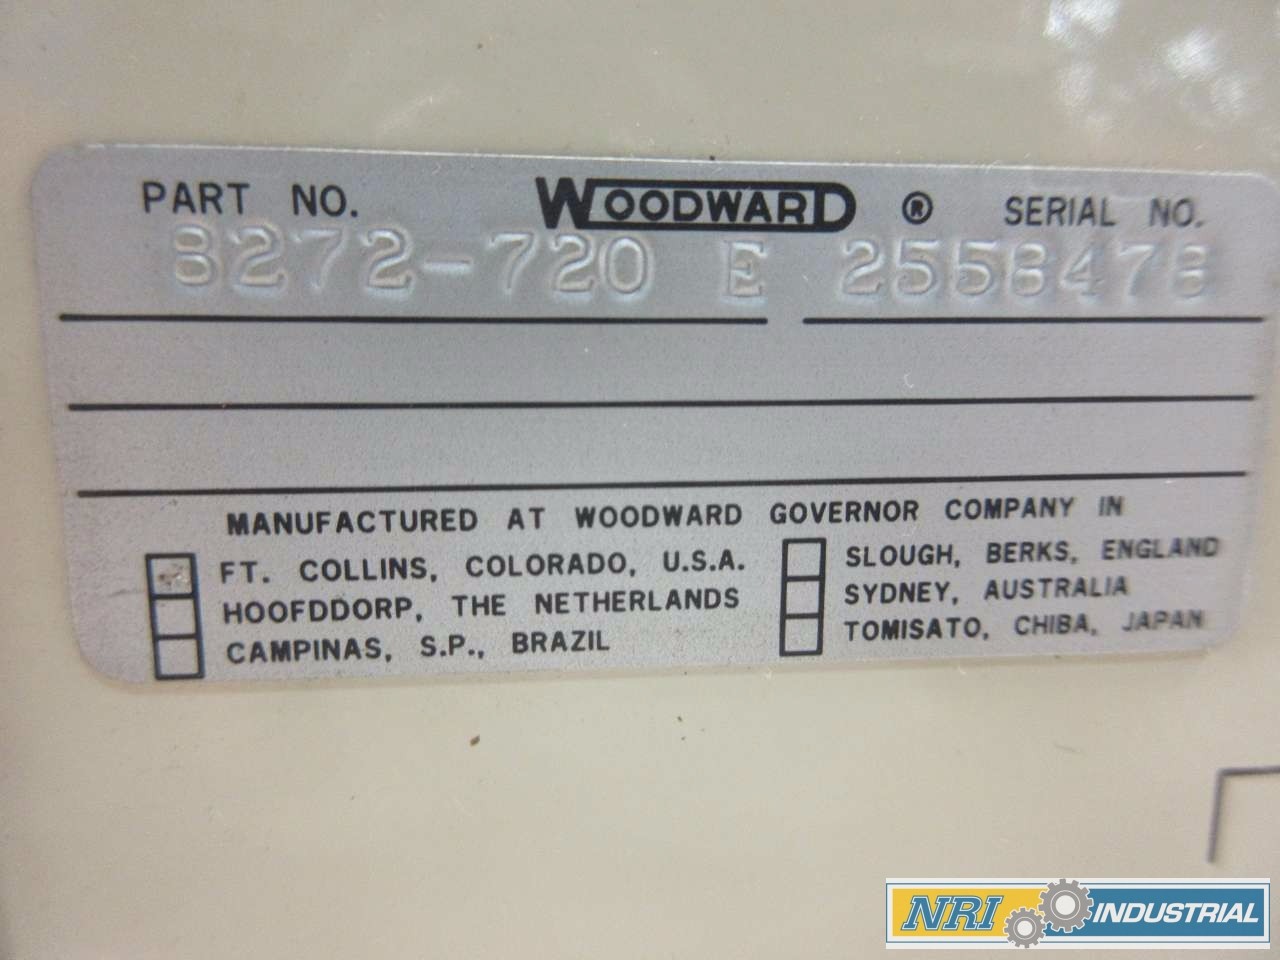 PART NO. WOODWARD ® SERIAL NO.
8272-720 E 2558478
MANUFACTURED AT WOODWARD GOVERNOR COMPANY IN
FT. COLLINS, COLORADO, U.S.A.
HOOFDDORP, THE NETHERLANDS
CAMPINAS, S.P., BRAZIL
SLOUGH, BERKS, ENGLAND
SYDNEY, AUSTRALIA
TOMISATO, CHIBA, JAPAN
NRI INDUSTRIAL